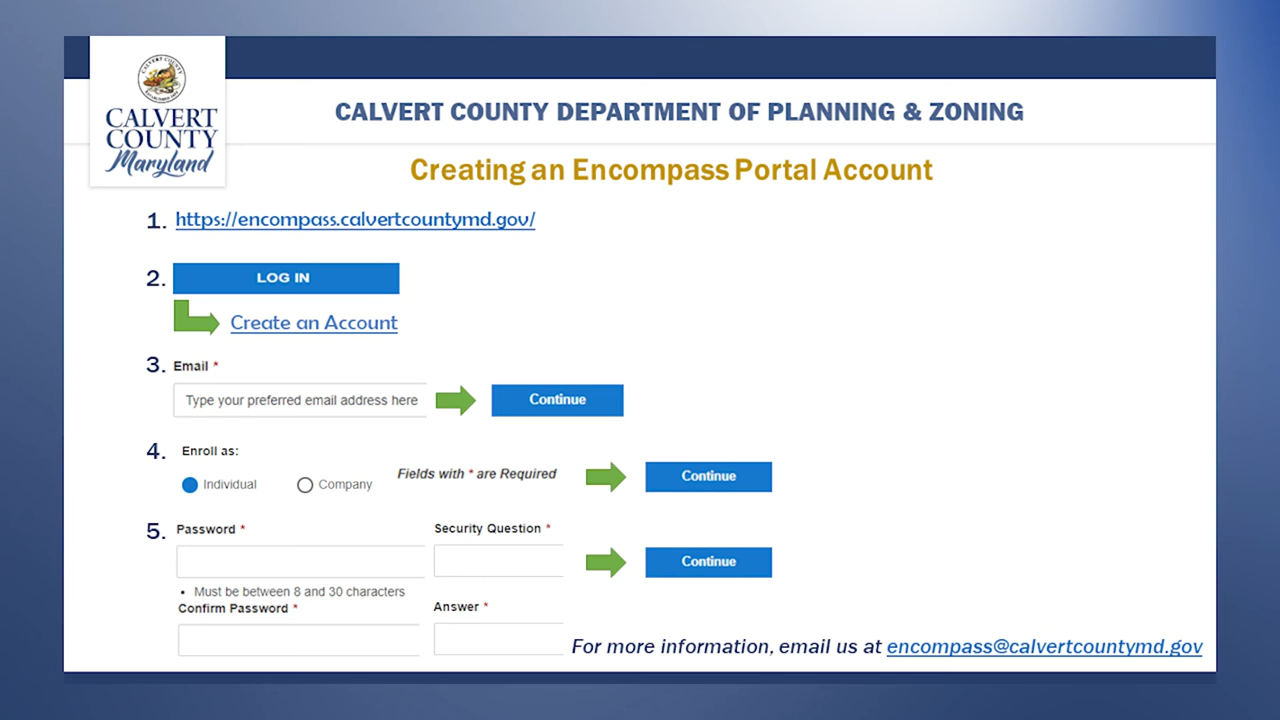 CALVERT COUNTY
CALVERT
COUNTY
Maryland
CALVERT COUNTY DEPARTMENT OF PLANNING & ZONING
Creating an Encompass Portal Account
1. https://encompass.calvertcountymd.gov/
2. LOG IN
Create an Account
3. Email *
Type your preferred email address here
Continue
4. Enroll as:
Individual Company Fields with * are Required
Continue
5. Password * Security Question *
Continue
• Must be between 8 and 30 characters
Confirm Password * Answer *
For more information, email us at encompass@calvertcountymd.gov